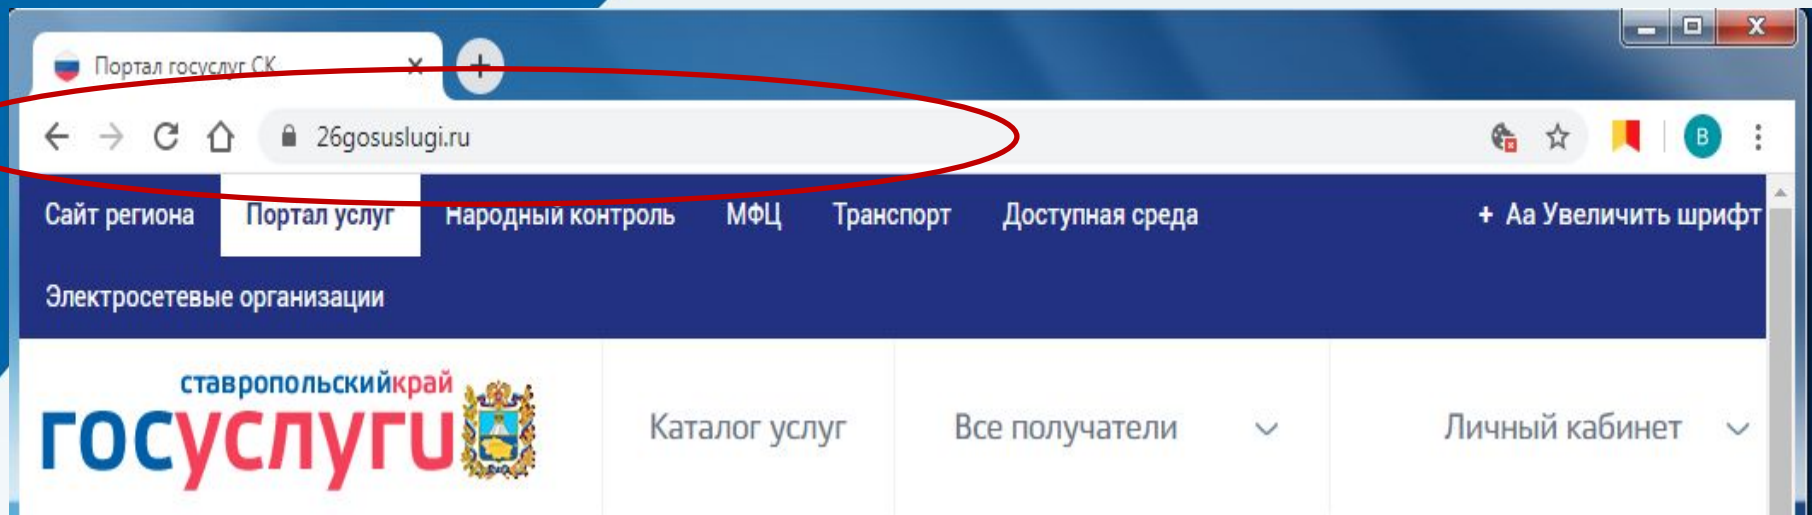 Портал госуслуг СК
26gosuslugi.ru
В
Сайт региона Портал услуг Народный контроль МФЦ Транспорт Доступная среда + Aa Увеличить шрифт
Электросетевые организации
ставропольскийкрай
госуслуги
Каталог услуг Все получатели Личный кабинет